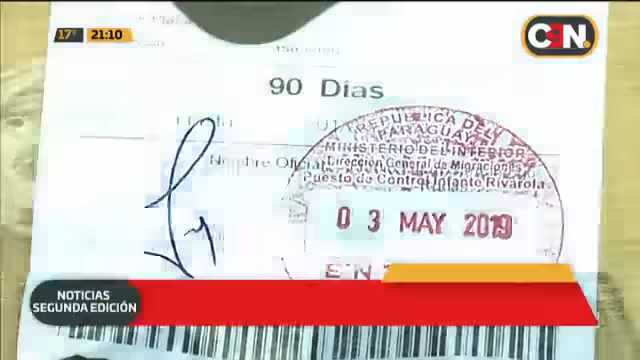 17° 21:10
C9N.
90 Días
Nombre Oficial
REPUBLICA DEL
PARAGUAY
MINISTERIO DEL INTERIOR
Dirección General de Migraciones
Puesto de Control Infante Rivarola
03 MAY 2019
NOTICIAS
SEGUNDA EDICIÓN